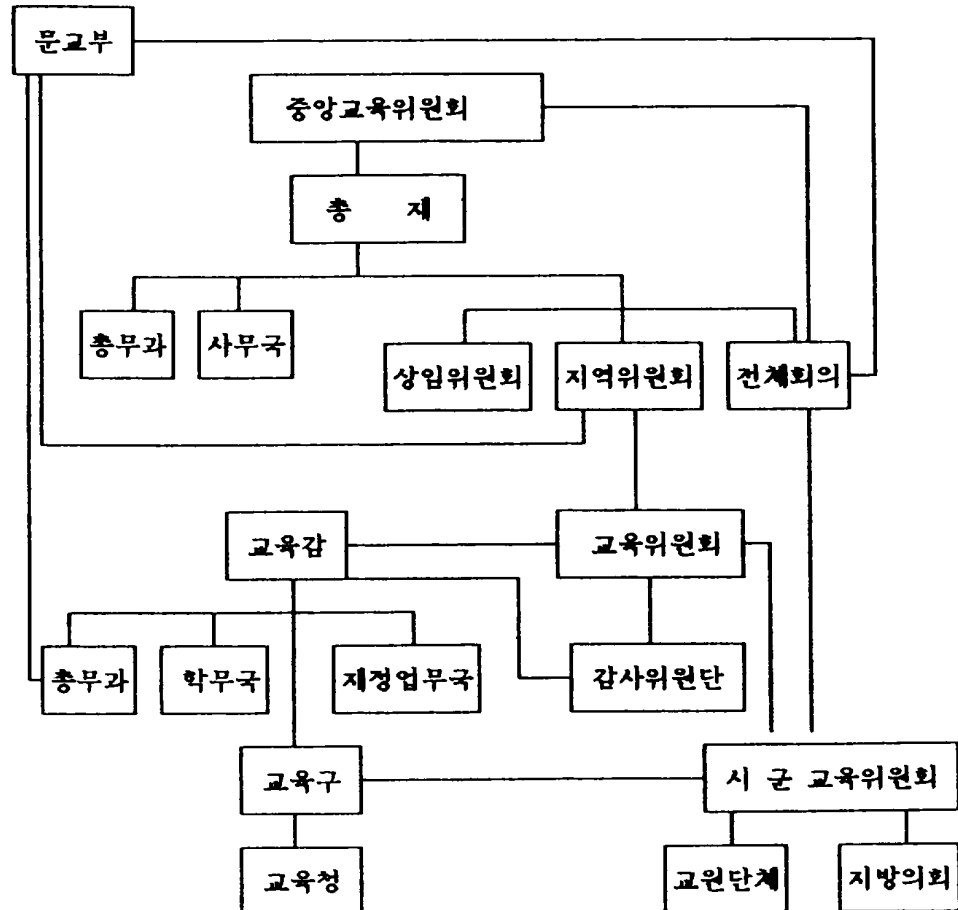 문교부
중앙교육위원회
총 재
총무과
사무국
상임위원회
지역위원회
전체회의
교육감
교육위원회
총무과
학무국
재정업무국
감사위원단
교육구
시 군 교육위원회
교육청
교원단체
지방의회